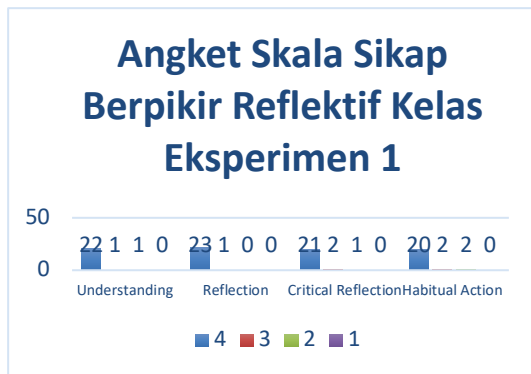 Angket Skala Sikap
Berpikir Reflektif Kelas
Eksperimen 1
50
22 1 1 0 23 1 0 0 21 2 1 0 20 2 2 0
0
Understanding Reflection Critical Reflection Habitual Action
4 3 2 1